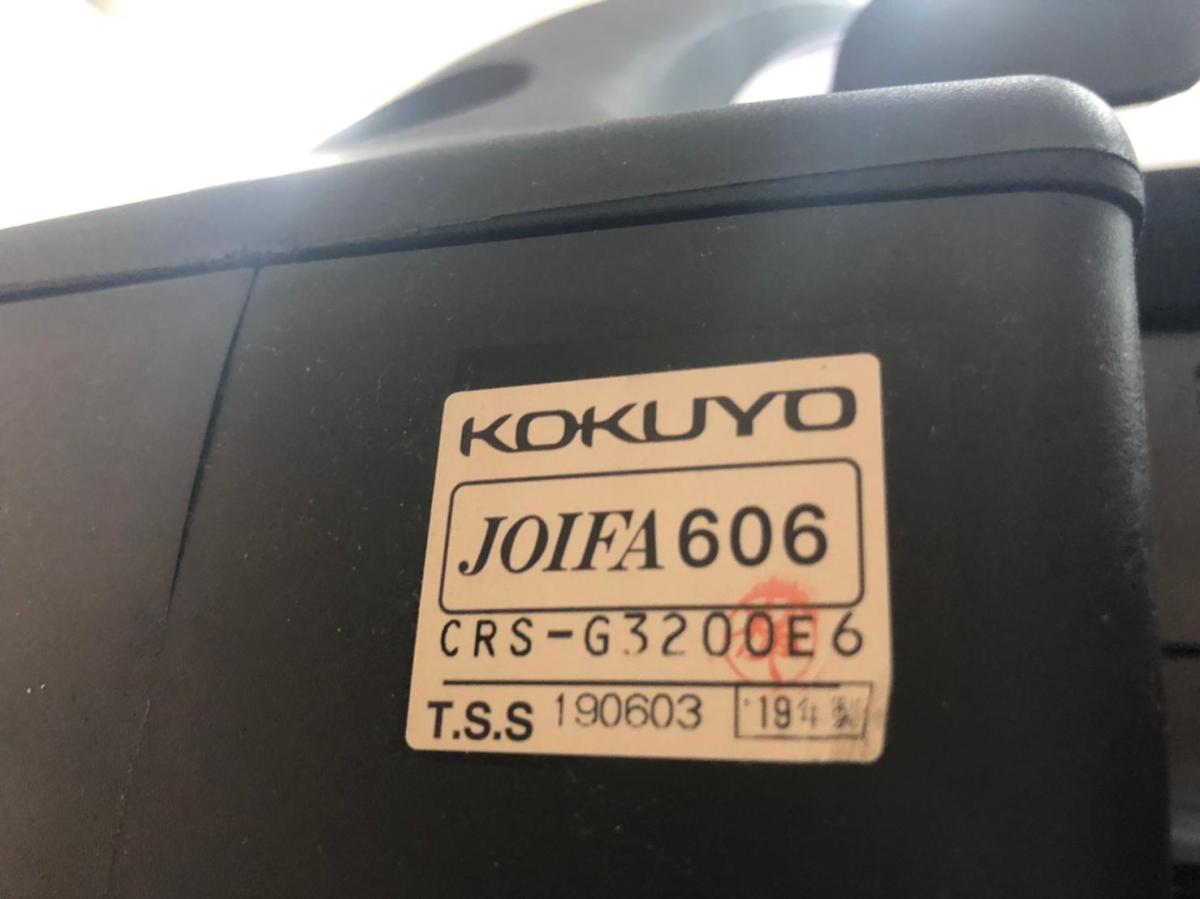 KOKUYO
JOIFA 606
CRS-G3200E6
T.S.S 190603 '19年製